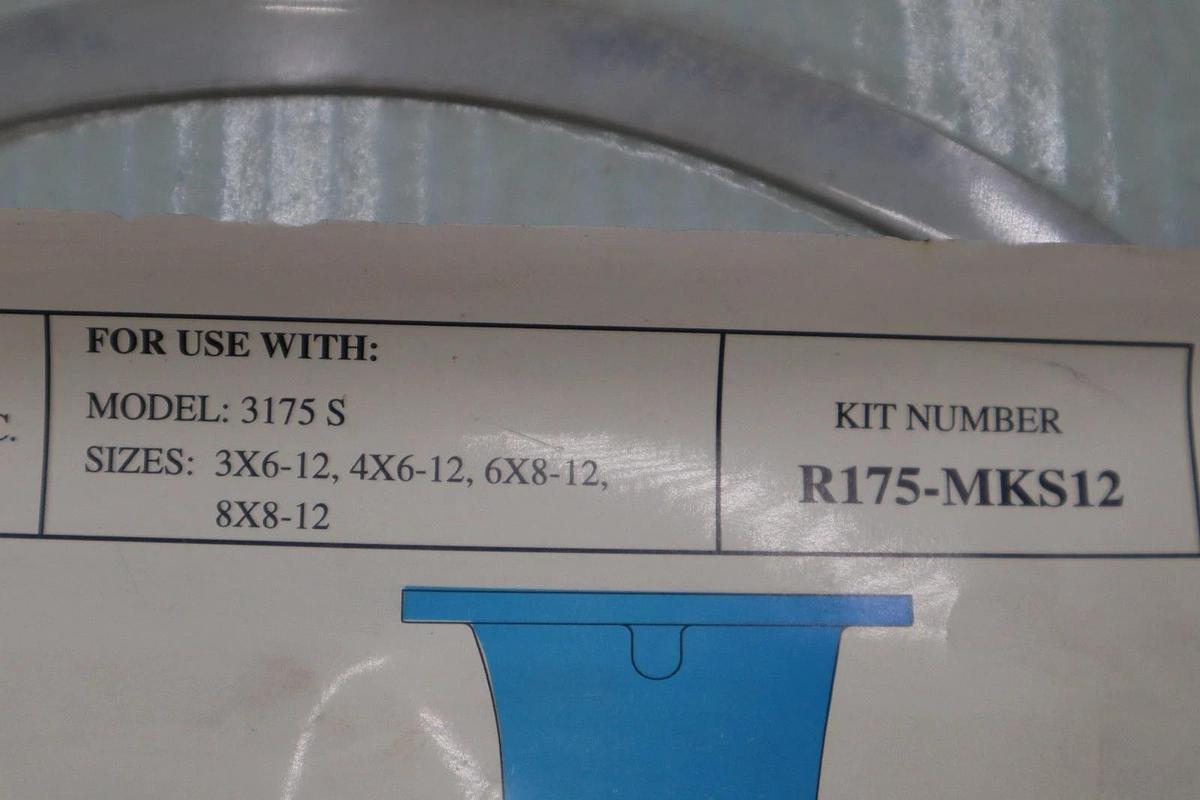 C.
FOR USE WITH:
MODEL: 3175 S
SIZES: 3X6-12, 4X6-12, 6X8-12,
8X8-12
KIT NUMBER
R175-MKS12